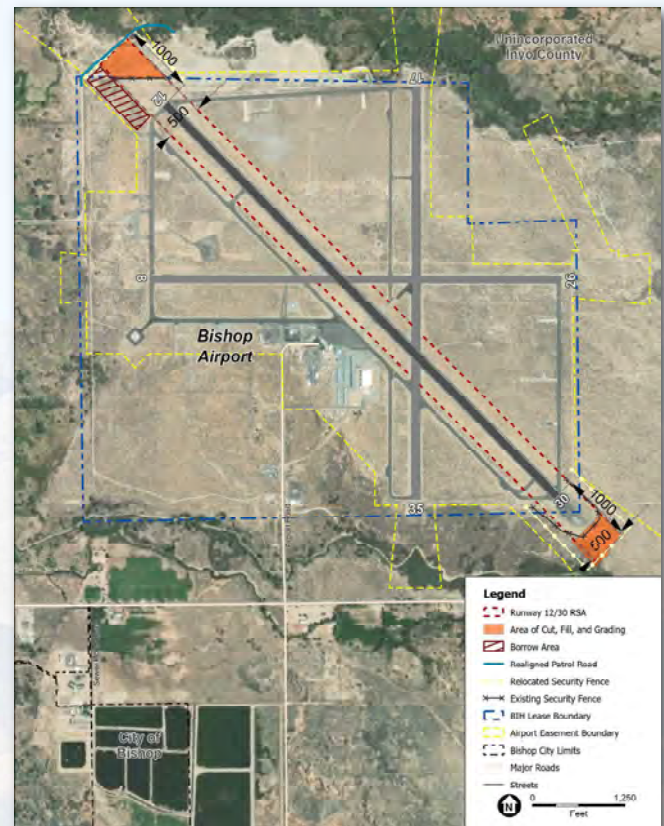 Unincorporated
Inyo County
1000
12
17
500
8
26
Bishop
Airport
30
1000
500
35
City of
Bishop
Legend
Runway 12/30 RSA
Area of Cut, Fill, and Grading
Borrow Area
Realigned Patrol Road
Relocated Security Fence
Existing Security Fence
BIH Lease Boundary
Airport Easement Boundary
Bishop City Limits
Major Roads
Streets
N
0 1,250
Feet